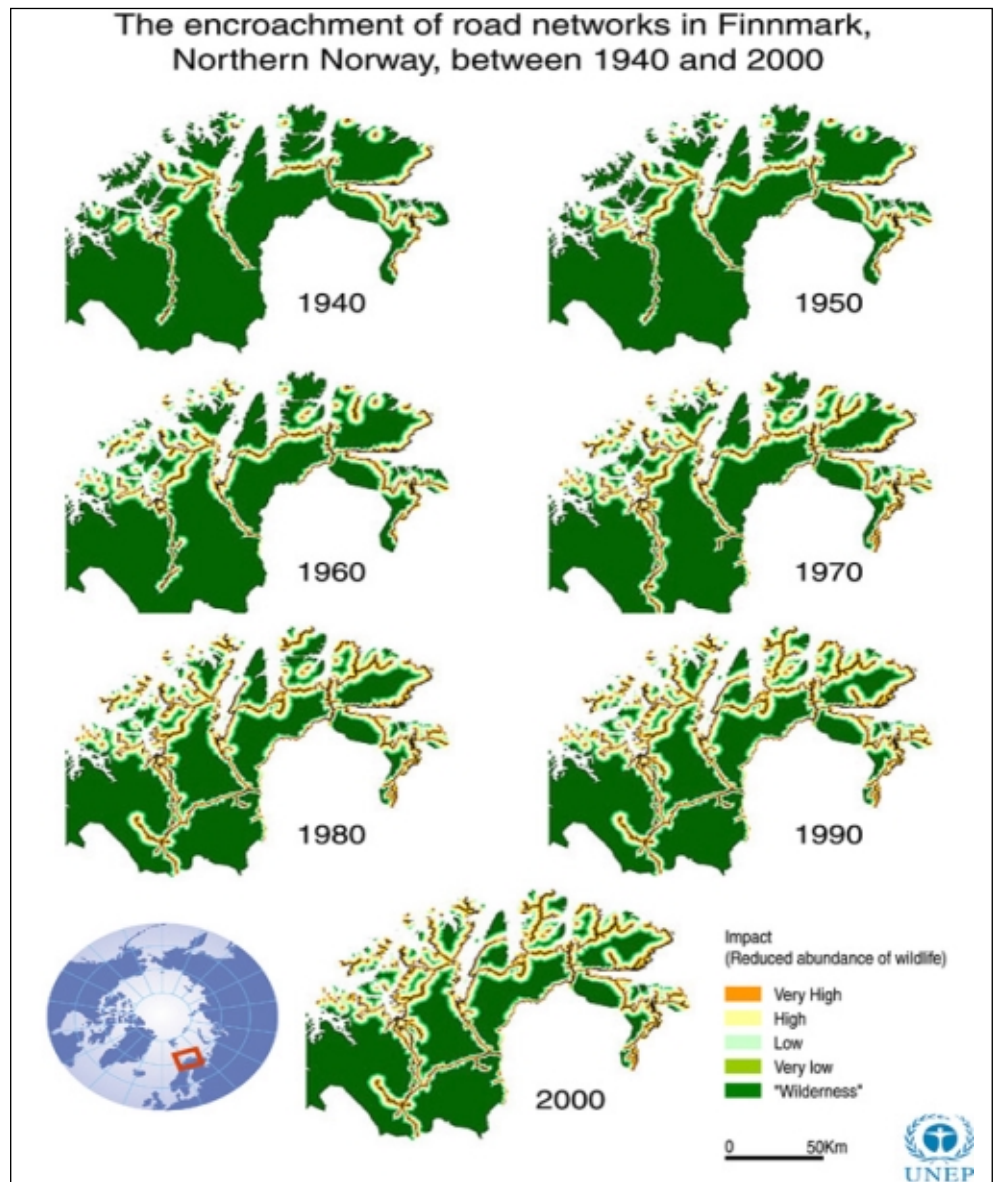 The encroachment of road networks in Finnmark,
Northern Norway, between 1940 and 2000
1940
1950
1960
1970
1980
1990
2000
Impact
(Reduced abundance of wildlife)
Very High
High
Low
Very low
"Wilderness"
0 50Km
UNEP